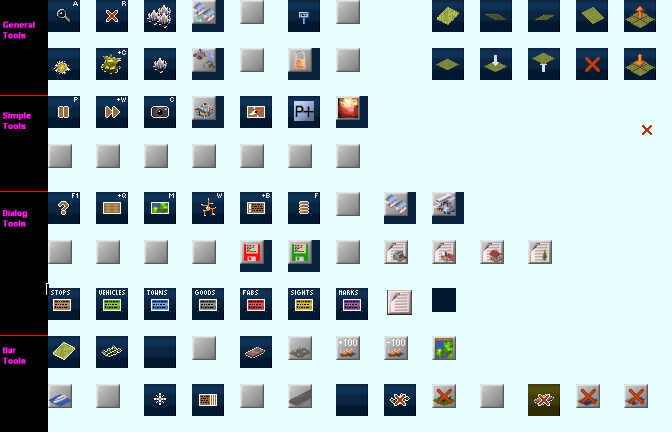 General
Tools
A
R
+C
Simple
Tools
P
+W
C
P+
Dialog
Tools
F1
+Q
M
W
+B
F
STOPS
VEHICLES
TOWNS
GOODS
FABS
SIGHTS
MARKS
Bar
Tools
+100
-100